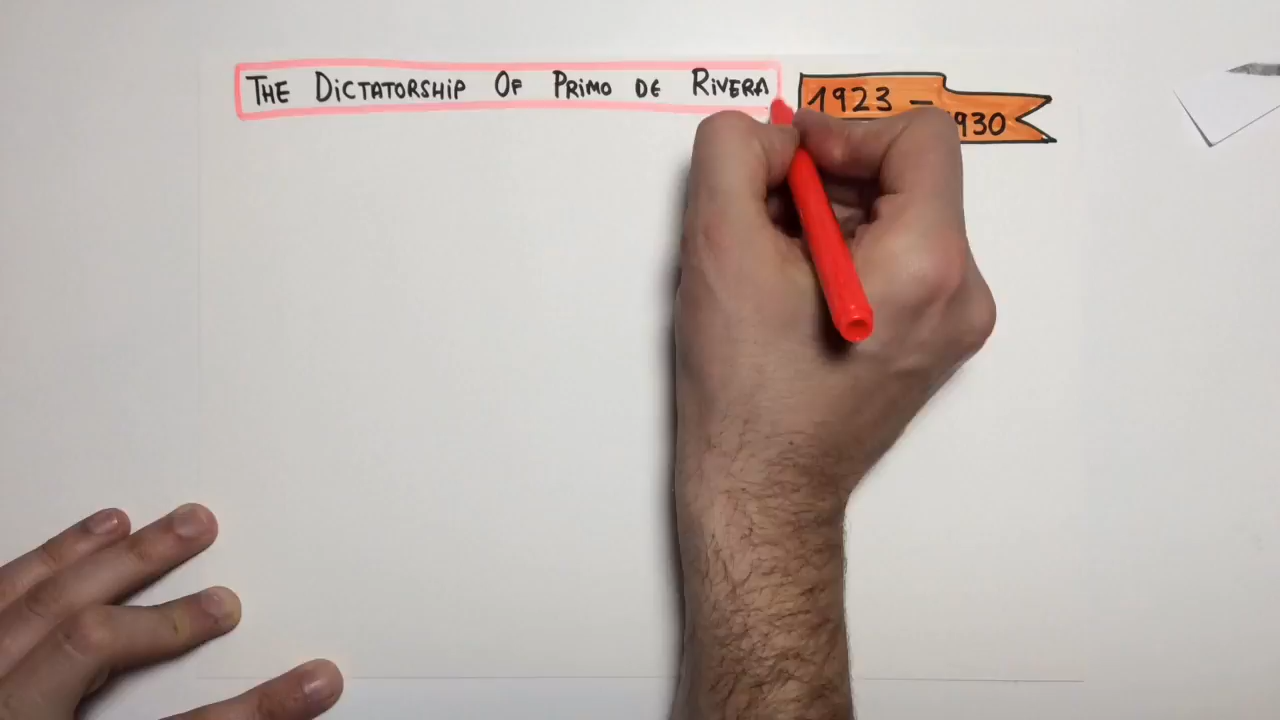 The Dictatorship Of Primo de Rivera
1923 –
930